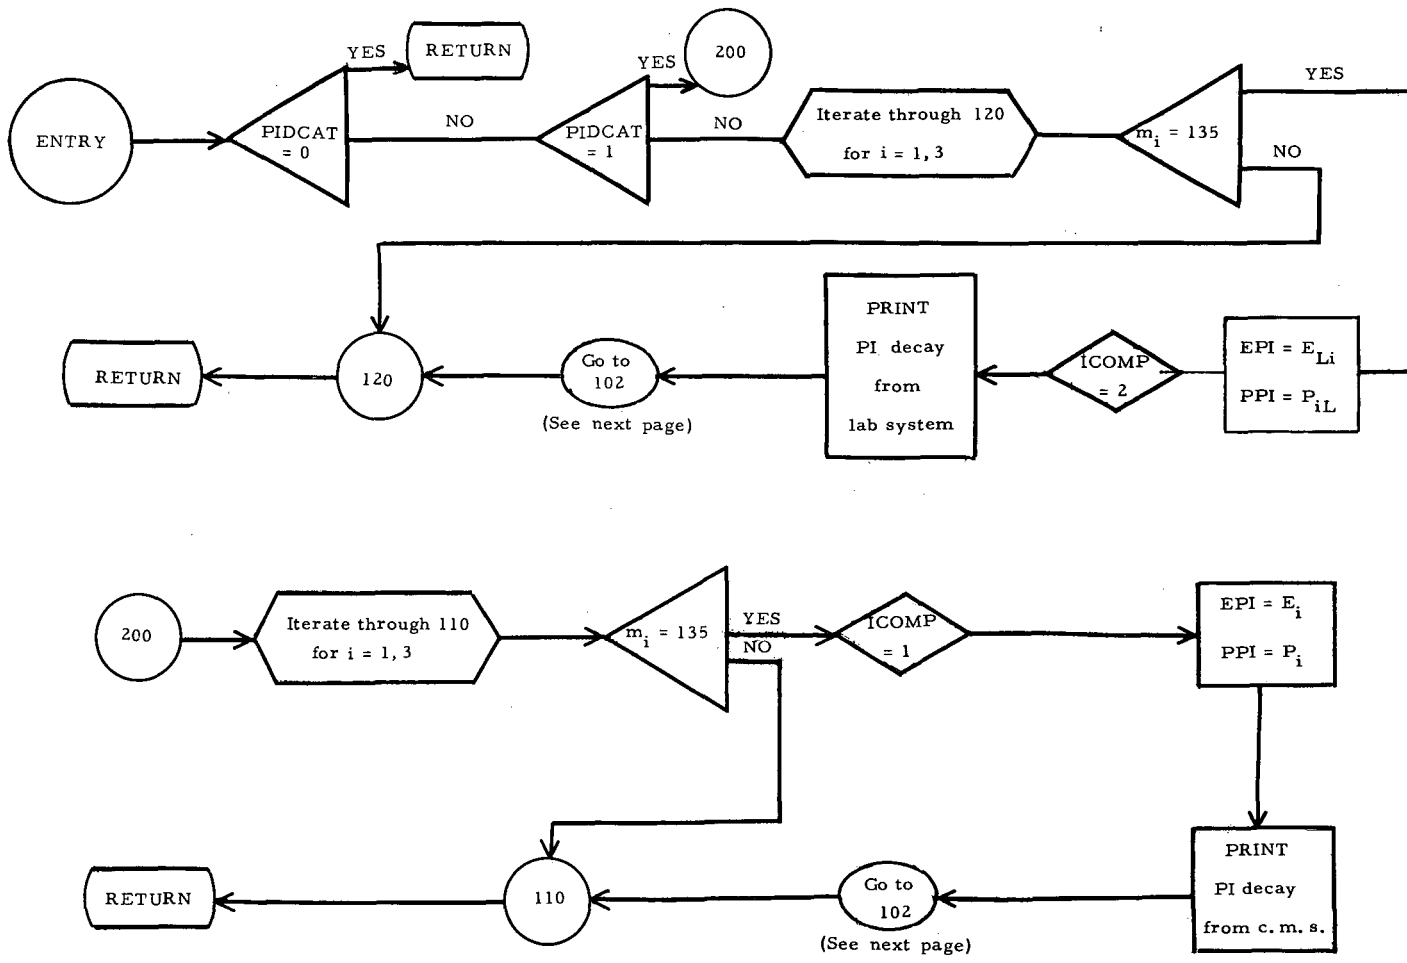 ENTRY
PIDCAT
= 0
YES
RETURN
NO
PIDCAT
= 1
YES
200
NO
Iterate through 120
for i = 1, 3
m_i = 135
YES
NO
EPI = E_Li
PPI = P_iL
ICOMP
= 2
PRINT
PI decay
from
lab system
Go to
102
(See next page)
120
RETURN
200
Iterate through 110
for i = 1, 3
m_i = 135
YES
NO
ICOMP
= 1
EPI = E_i
PPI = P_i
PRINT
PI decay
from c. m. s.
Go to
102
(See next page)
110
RETURN